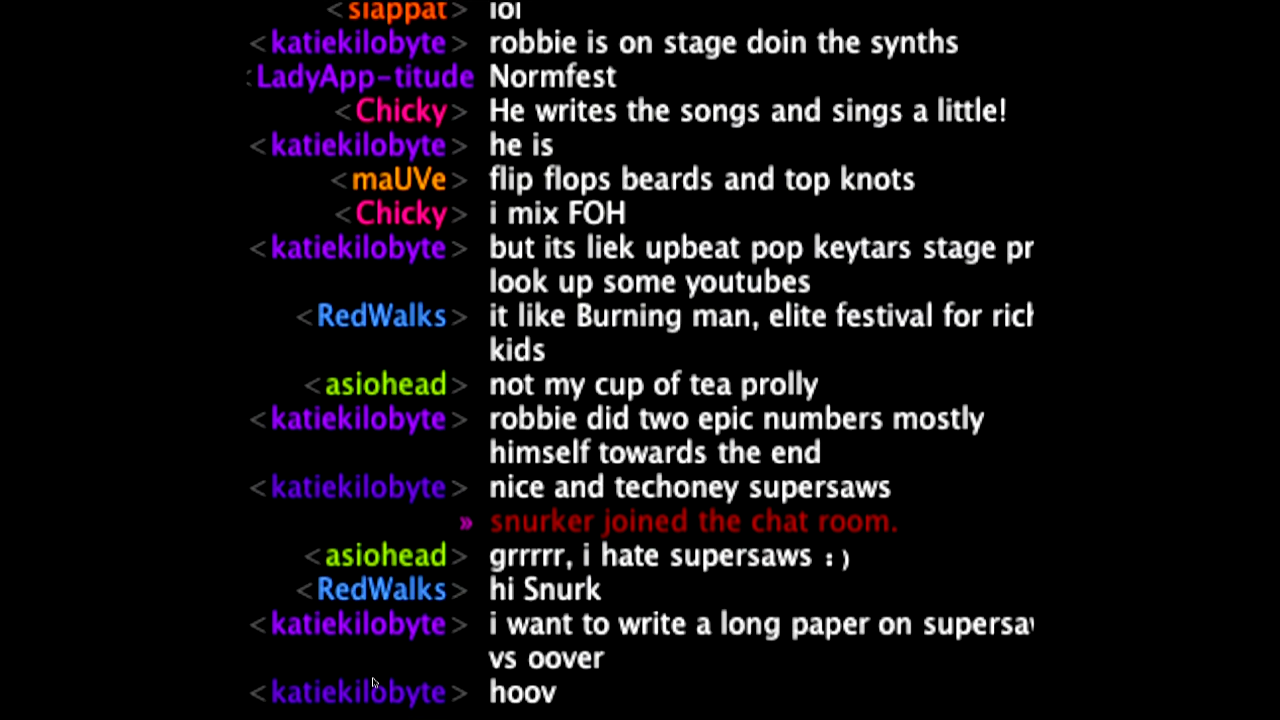 <siappat> lol
<katiekilobyte> robbie is on stage doin the synths
<LadyApp-titude Normfest
<Chicky> He writes the songs and sings a little!
<katiekilobyte> he is
<maUVe> flip flops beards and top knots
<Chicky> i mix FOH
<katiekilobyte> but its liek upbeat pop keytars stage pr
look up some youtubes
<RedWalks> it like Burning man, elite festival for rich
kids
<asiohead> not my cup of tea prolly
<katiekilobyte> robbie did two epic numbers mostly
himself towards the end
<katiekilobyte> nice and techoney supersaws
» snurker joined the chat room.
<asiohead> grrrrr, i hate supersaws :)
<RedWalks> hi Snurk
<katiekilobyte> i want to write a long paper on supersaw
vs oover
<katiekilobyte> hoov